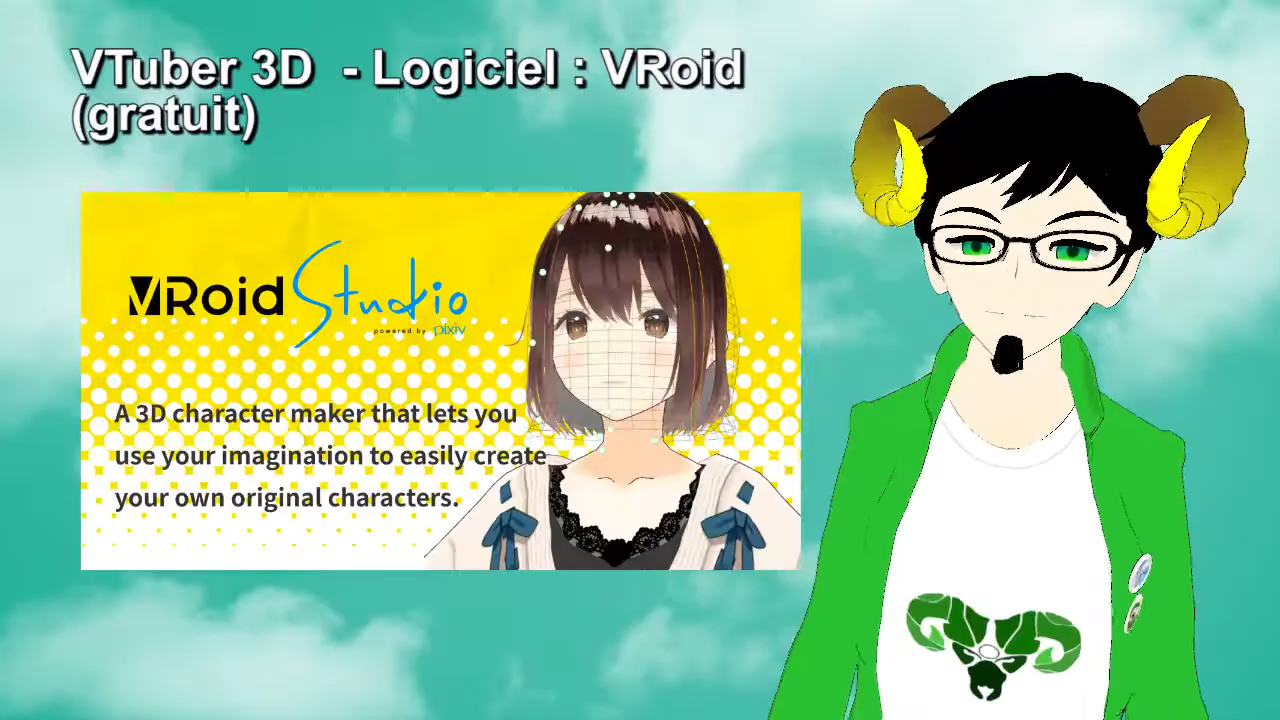 VTuber 3D - Logiciel : VRoid
(gratuit)
VRoid Studio
powered by pixiv
A 3D character maker that lets you
use your imagination to easily create
your own original characters.